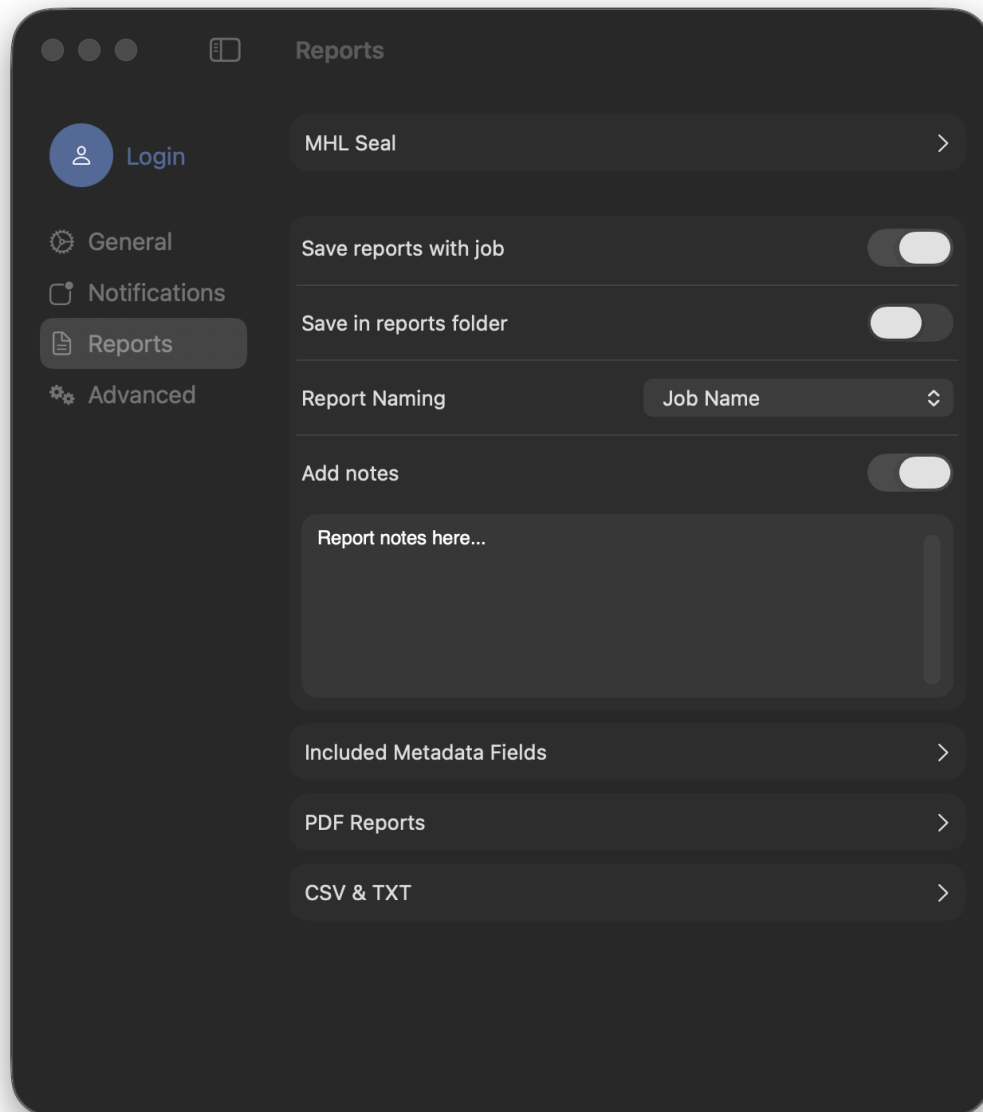 Reports
Login
General
Notifications
Reports
Advanced
MHL Seal
Save reports with job
Save in reports folder
Report Naming
Job Name
Add notes
Report notes here...
Included Metadata Fields
PDF Reports
CSV & TXT